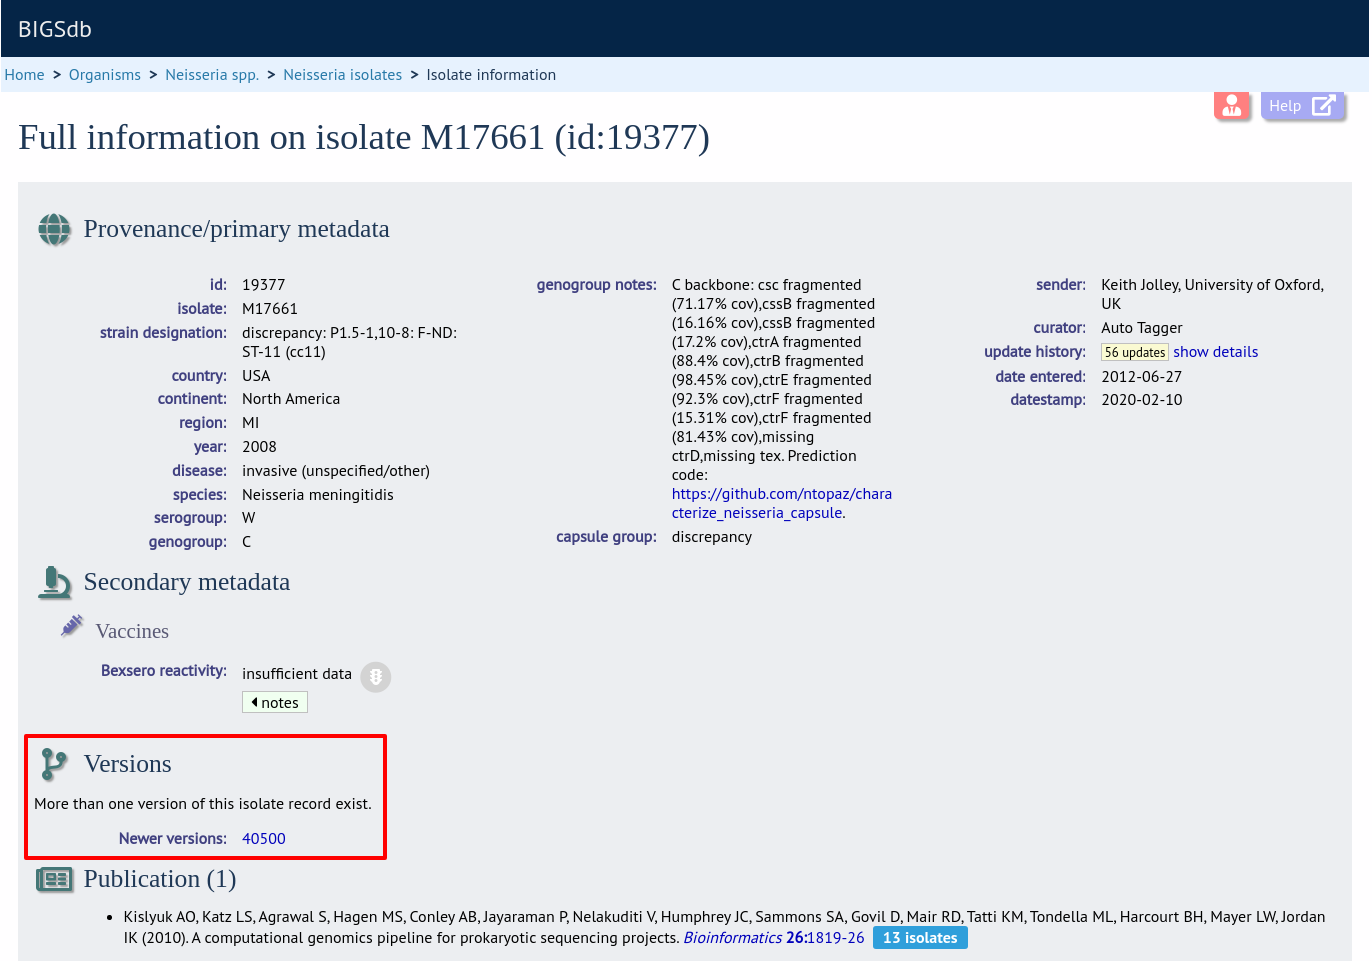 BIGSdb
Home > Organisms > Neisseria spp. > Neisseria isolates > Isolate information
Help
Full information on isolate M17661 (id:19377)
Provenance/primary metadata
id: 19377
isolate: M17661
strain designation: discrepancy: P1.5-1,10-8: F-ND:
ST-11 (cc11)
country: USA
continent: North America
region: MI
year: 2008
disease: invasive (unspecified/other)
species: Neisseria meningitidis
serogroup: W
genogroup: C
genogroup notes: C backbone: csc fragmented
(71.17% cov),cssB fragmented
(16.16% cov),cssB fragmented
(17.2% cov),ctrA fragmented
(88.4% cov),ctrB fragmented
(98.45% cov),ctrE fragmented
(92.3% cov),ctrF fragmented
(15.31% cov),ctrF fragmented
(81.43% cov),missing
ctrD,missing tex. Prediction
code:
https://github.com/ntopaz/chara
cterize_neisseria_capsule.
capsule group: discrepancy
sender: Keith Jolley, University of Oxford,
UK
curator: Auto Tagger
update history: 56 updates show details
date entered: 2012-06-27
datestamp: 2020-02-10
Secondary metadata
Vaccines
Bexsero reactivity: insufficient data
notes
Versions
More than one version of this isolate record exist.
Newer versions: 40500
Publication (1)
• Kislyuk AO, Katz LS, Agrawal S, Hagen MS, Conley AB, Jayaraman P, Nelakuditi V, Humphrey JC, Sammons SA, Govil D, Mair RD, Tatti KM, Tondella ML, Harcourt BH, Mayer LW, Jordan
IK (2010). A computational genomics pipeline for prokaryotic sequencing projects. Bioinformatics 26:1819-26 13 isolates